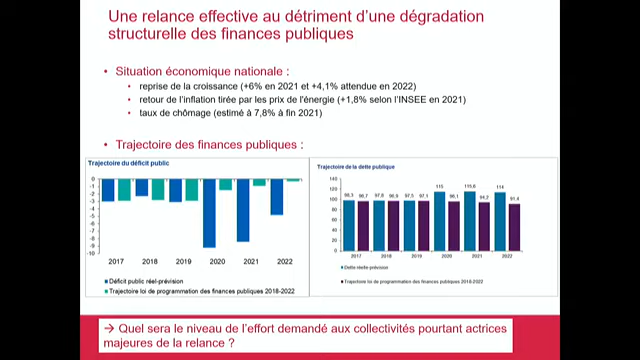 Une relance effective au détriment d'une dégradation
structurelle des finances publiques
• Situation économique nationale :
• reprise de la croissance (+6% en 2021 et +4,1% attendue en 2022)
• retour de l'inflation tirée par les prix de l'énergie (+1,8% selon l'INSEE en 2021)
• taux de chômage (estimé à 7,8% à fin 2021)
• Trajectoire des finances publiques :
Trajectoire du déficit public
0
-1
-2
-3
-4
-5
-6
-7
-8
-9
-10
2017 2018 2019 2020 2021 2022
Déficit public réel-prévision
Trajectoire loi de programmation des finances publiques 2018-2022
Trajectoire de la dette publique
140
120
100
80
60
40
20
0
98,3 96,7 97,8 96,9 97,5 97,1 115 96,1 115,6 94,2 114 91,4
2017 2018 2019 2020 2021 2022
Dette réelle-prévision
Trajectoire loi de programmation des finances publiques 2018-2022
→ Quel sera le niveau de l'effort demandé aux collectivités pourtant actrices
majeures de la relance ?